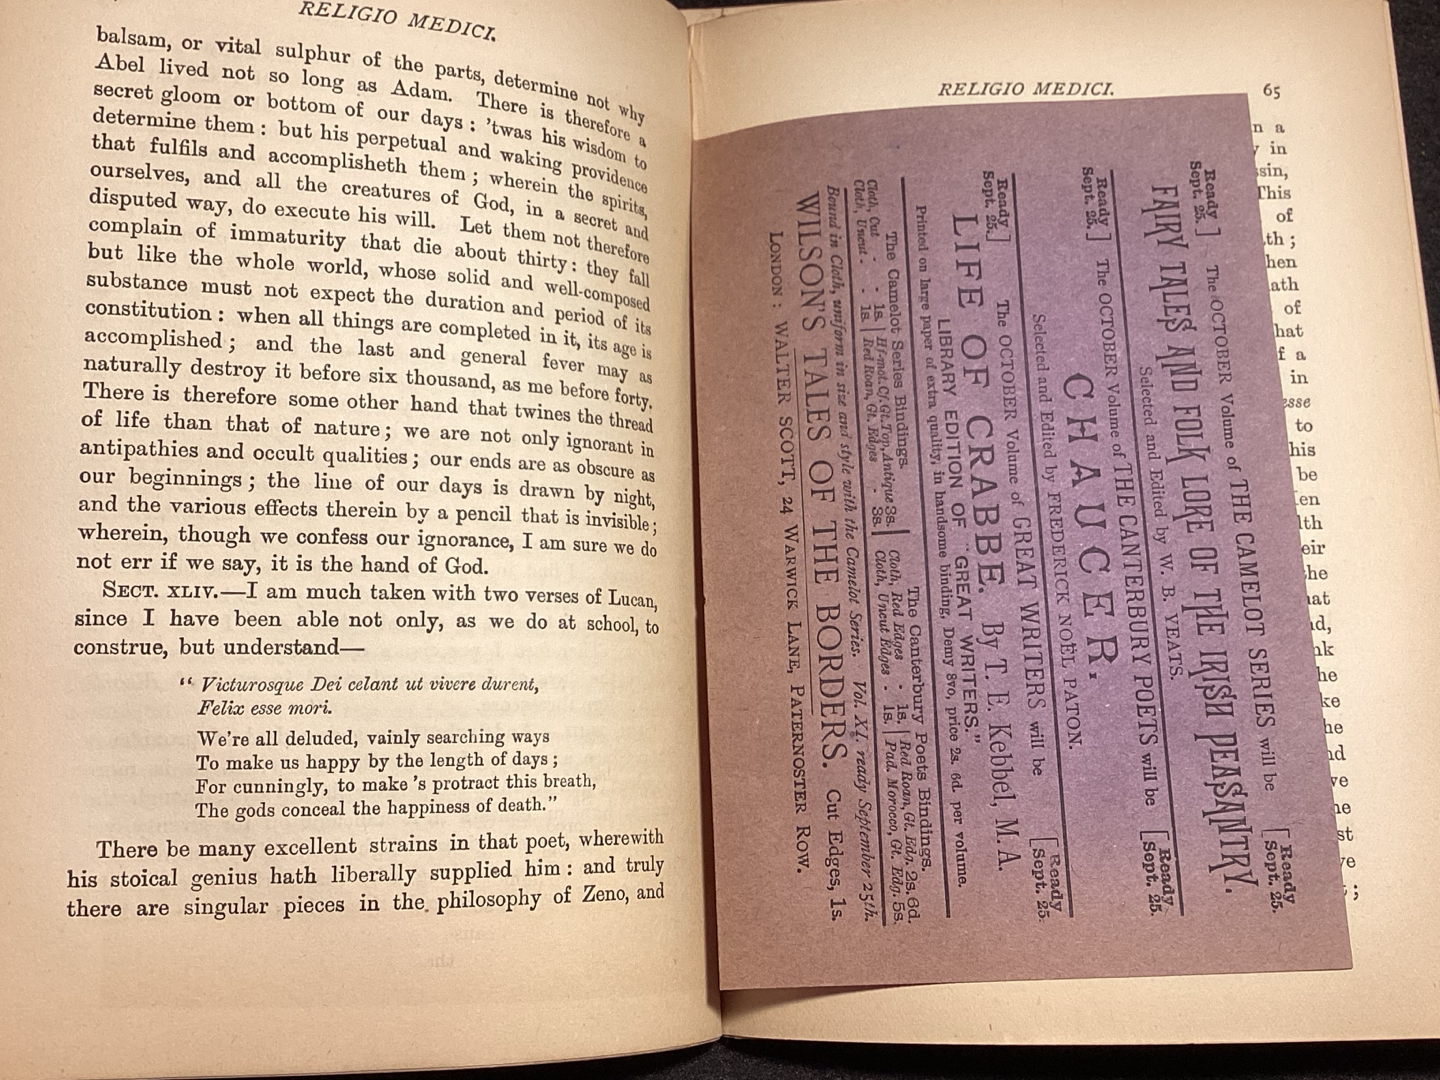 RELIGIO MEDICI.
balsam, or vital sulphur of the parts, determine not why
Abel lived not so long as Adam. There is therefore a
secret gloom or bottom of our days : 'twas his wisdom to
determine them : but his perpetual and waking providence
that fulfils and accomplisheth them ; wherein the spirits,
ourselves, and all the creatures of God, in a secret and
disputed way, do execute his will. Let them not therefore
complain of immaturity that die about thirty : they fall
but like the whole world, whose solid and well-composed
substance must not expect the duration and period of its
constitution : when all things are completed in it, its age is
accomplished ; and the last and general fever may as
naturally destroy it before six thousand, as me before forty.
There is therefore some other hand that twines the thread
of life than that of nature ; we are not only ignorant in
antipathies and occult qualities ; our ends are as obscure as
our beginnings ; the line of our days is drawn by night,
and the various effects therein by a pencil that is invisible ;
wherein, though we confess our ignorance, I am sure we do
not err if we say, it is the hand of God.
SECT. XLIV.—I am much taken with two verses of Lucan,
since I have been able not only, as we do at school, to
construe, but understand—
“ Victurosque Dei celant ut vivere durent,
Felix esse mori.
We're all deluded, vainly searching ways
To make us happy by the length of days ;
For cunningly, to make 's protract this breath,
The gods conceal the happiness of death.”
There be many excellent strains in that poet, wherewith
his stoical genius hath liberally supplied him : and truly
there are singular pieces in the philosophy of Zeno, and
RELIGIO MEDICI. 65
Ready Sept. 25.] The OCTOBER Volume of THE CAMELOT SERIES will be [Ready Sept. 25.
FAIRY TALES AND FOLK LORE OF THE IRISH PEASANTRY.
Selected and Edited by W. B. YEATS.
Ready Sept. 25.] The OCTOBER Volume of THE CANTERBURY POETS will be [Ready Sept. 25.
CHAUCER.
Selected and Edited by FREDERICK NOËL PATON.
Ready Sept. 25.] The OCTOBER Volume of GREAT WRITERS will be [Ready Sept. 25.
LIFE OF CRABBE. By T. E. Kebbel, M.A.
LIBRARY EDITION OF "GREAT WRITERS."
Printed on large paper of extra quality, in handsome binding, Demy 8vo, price 2s. 6d. per volume.
The Camelot Series Bindings.
Cloth, Cut - - 1s. | Hf-mot. Cf. Gt. Top, Antique 3s.
Cloth, Uncut - - 1s. | Red Roan, Gt. Edges - 3s.
The Canterbury Poets Bindings.
Cloth, Red Edges - 1s. | Red Roan, Gt. Edg. 2s. 6d.
Cloth, Uncut Edges - 1s. | Pad. Morocco, Gt. Edg. 5s.
Bound in Cloth, uniform in size and style with the Camelot Series. Vol. XI. ready September 25th.
WILSON'S TALES OF THE BORDERS. Cut Edges, 1s.
LONDON : WALTER SCOTT, 24 WARWICK LANE, PATERNOSTER ROW.